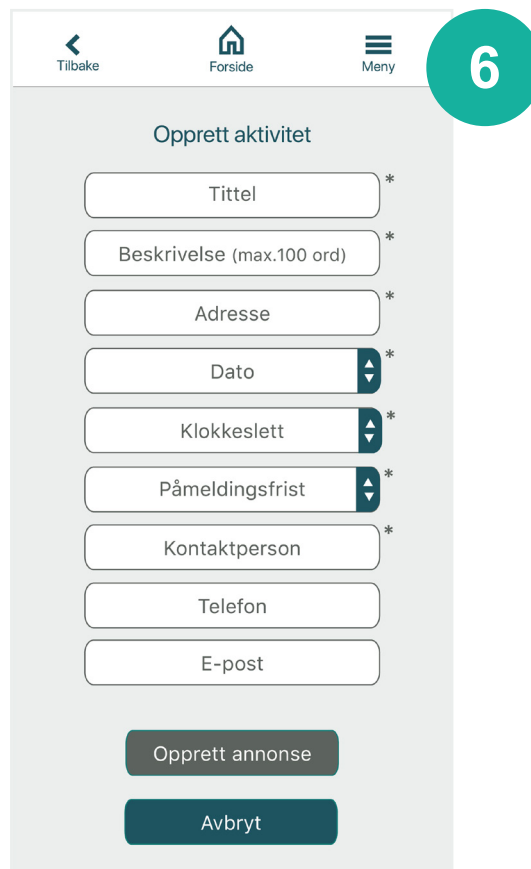 Tilbake Forside Meny
6
Opprett aktivitet
Tittel *
Beskrivelse (max.100 ord) *
Adresse *
Dato *
Klokkeslett *
Påmeldingsfrist *
Kontaktperson *
Telefon
E-post
Opprett annonse
Avbryt